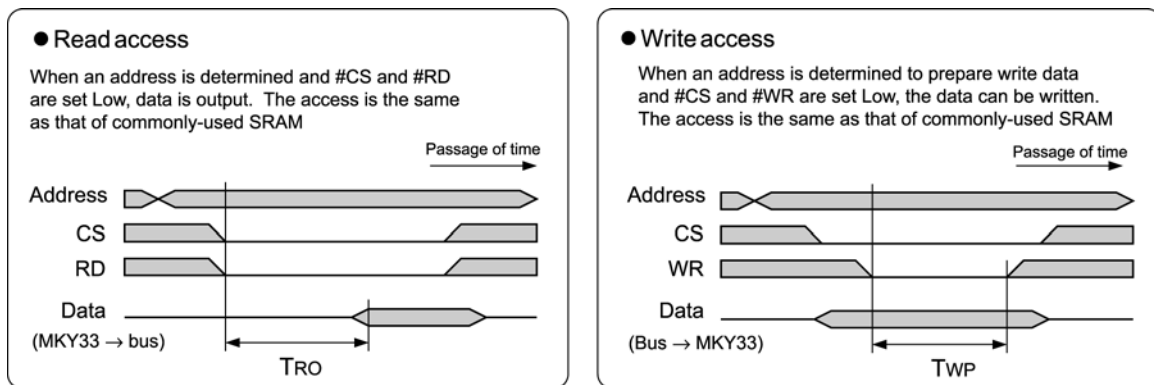 ● Read access
When an address is determined and #CS and #RD
are set Low, data is output. The access is the same
as that of commonly-used SRAM
Passage of time
Address
CS
RD
Data
(MKY33 → bus)
TRO
● Write access
When an address is determined to prepare write data
and #CS and #WR are set Low, the data can be written.
The access is the same as that of commonly-used SRAM
Passage of time
Address
CS
WR
Data
(Bus → MKY33)
TWP